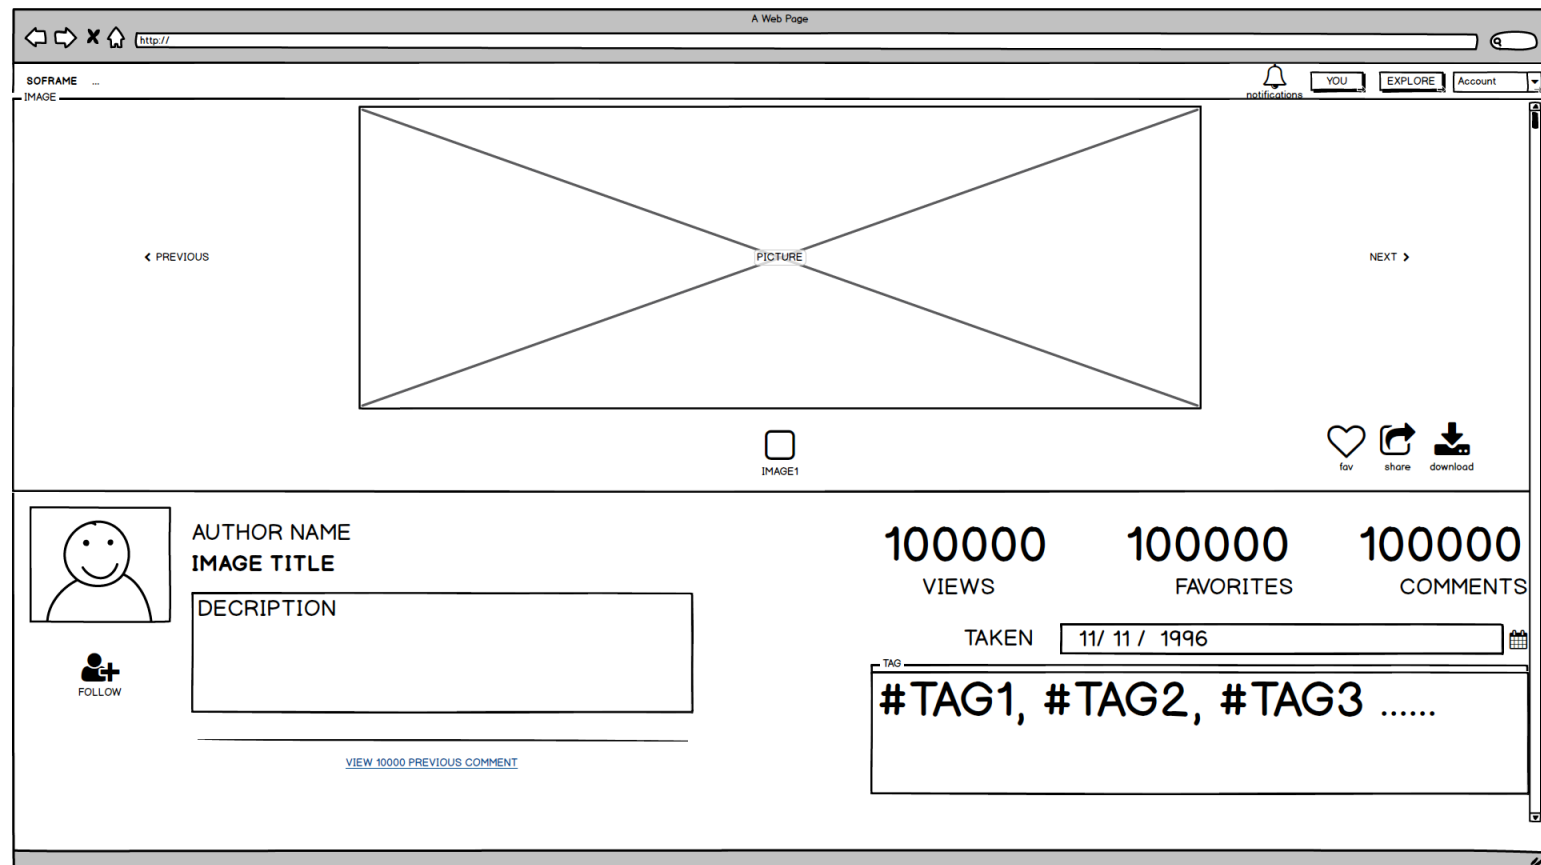 A Web Page
http://
SOFRAME ...
notifications
YOU
EXPLORE
Account
IMAGE
PREVIOUS
PICTURE
NEXT
IMAGE1
fav
share
download
AUTHOR NAME
IMAGE TITLE
DECRIPTION
FOLLOW
VIEW 10000 PREVIOUS COMMENT
100000
VIEWS
100000
FAVORITES
100000
COMMENTS
TAKEN
11/ 11 / 1996
TAG
#TAG1, #TAG2, #TAG3 ......